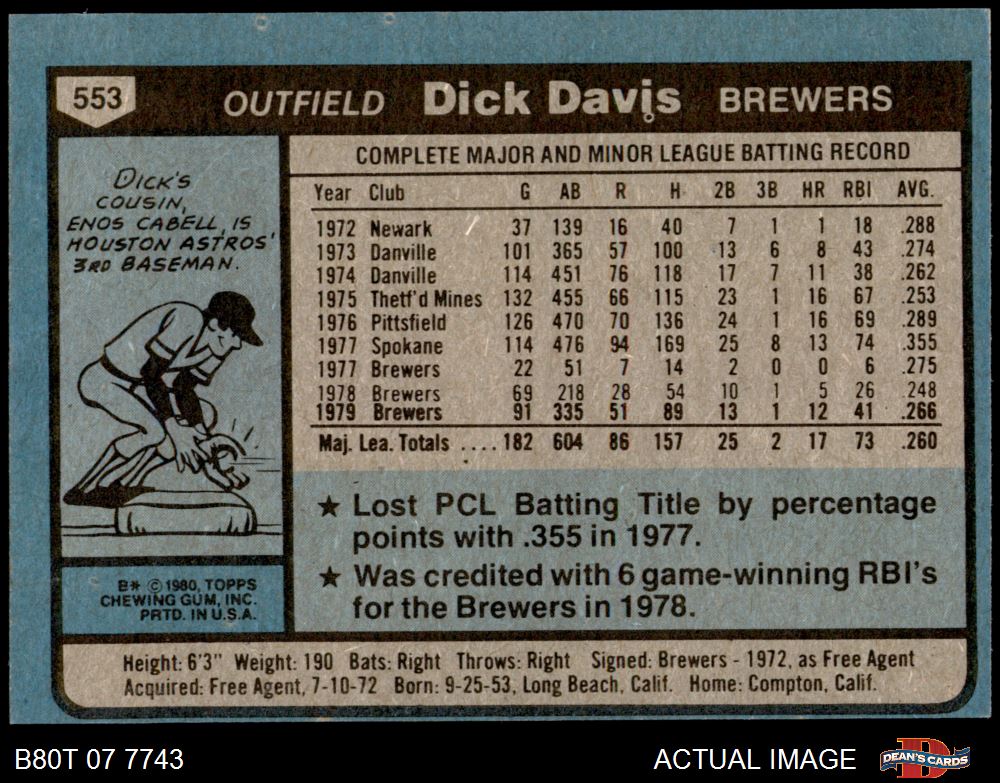 553
OUTFIELD Dick Davis BREWERS
DICK'S
COUSIN,
ENOS CABELL, IS
HOUSTON ASTROS'
3RD BASEMAN.
B* © 1980, TOPPS
CHEWING GUM, INC.
PRTD. IN U.S.A.
COMPLETE MAJOR AND MINOR LEAGUE BATTING RECORD
Year Club G AB R H 2B 3B HR RBI AVG.
1972 Newark 37 139 16 40 7 1 1 18 .288
1973 Danville 101 365 57 100 13 6 8 43 .274
1974 Danville 114 451 76 118 17 7 11 38 .262
1975 Thetf'd Mines 132 455 66 115 23 1 16 67 .253
1976 Pittsfield 126 470 70 136 24 1 16 69 .289
1977 Spokane 114 476 94 169 25 8 13 74 .355
1977 Brewers 22 51 7 14 2 0 0 6 .275
1978 Brewers 69 218 28 54 10 1 5 26 .248
1979 Brewers 91 335 51 89 13 1 12 41 .266
Maj. Lea. Totals .... 182 604 86 157 25 2 17 73 .260
★ Lost PCL Batting Title by percentage
points with .355 in 1977.
★ Was credited with 6 game-winning RBI's
for the Brewers in 1978.
Height: 6'3" Weight: 190 Bats: Right Throws: Right Signed: Brewers - 1972, as Free Agent
Acquired: Free Agent, 7-10-72 Born: 9-25-53, Long Beach, Calif. Home: Compton, Calif.
B80T 07 7743 ACTUAL IMAGE DEAN'S CARDS